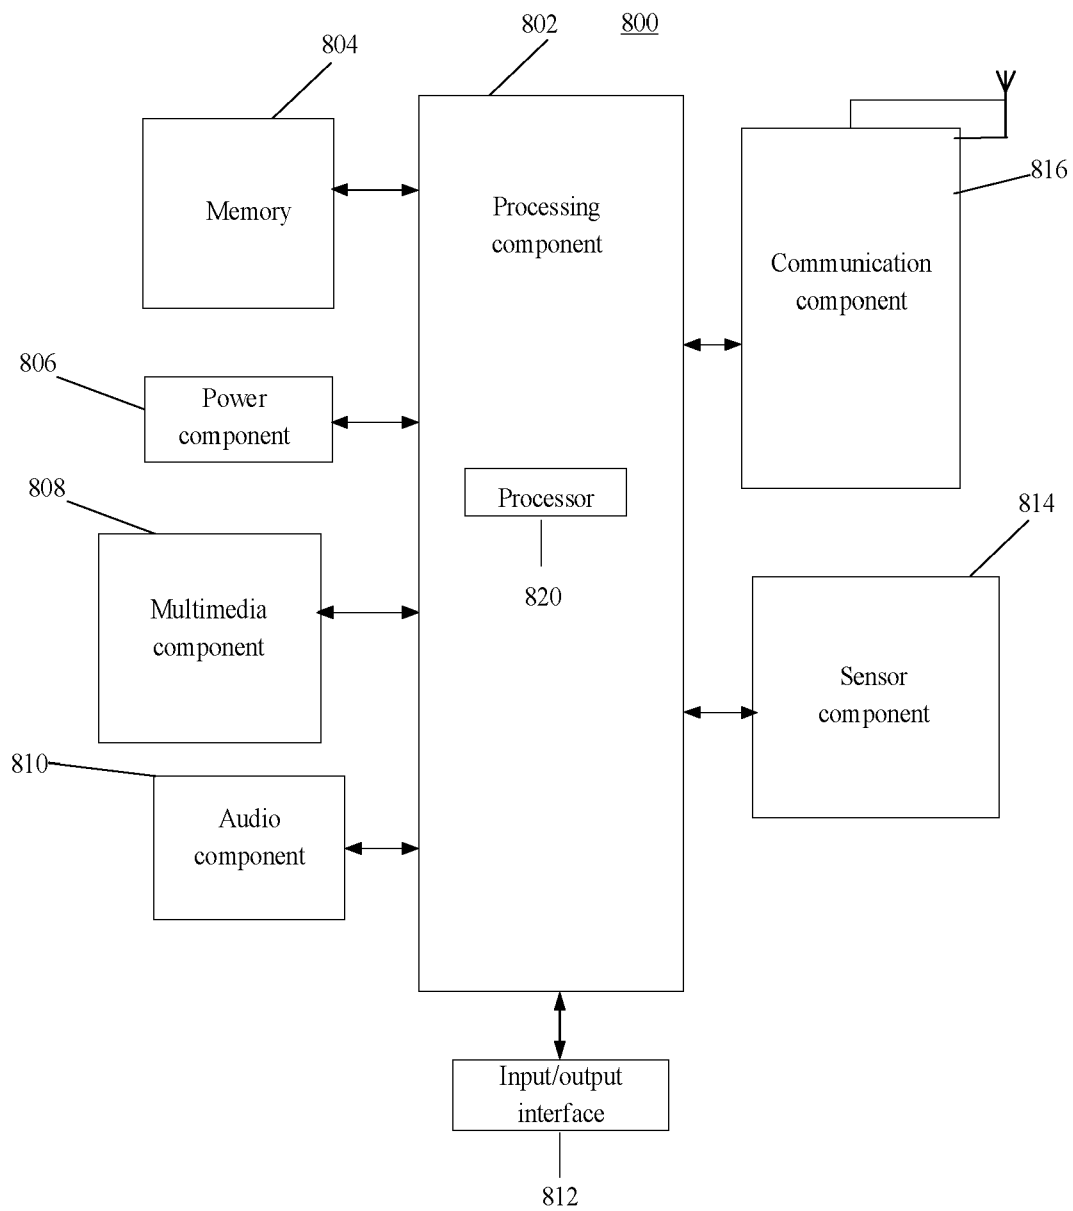 802
800
804
816
Memory
Processing
component
Communication
component
806
Power
component
808
Processor
814
820
Multimedia
component
Sensor
component
810
Audio
component
Input/output
interface
812